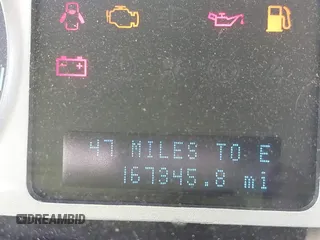 47 MILES TO E
167345.8 mi
DREAMBID